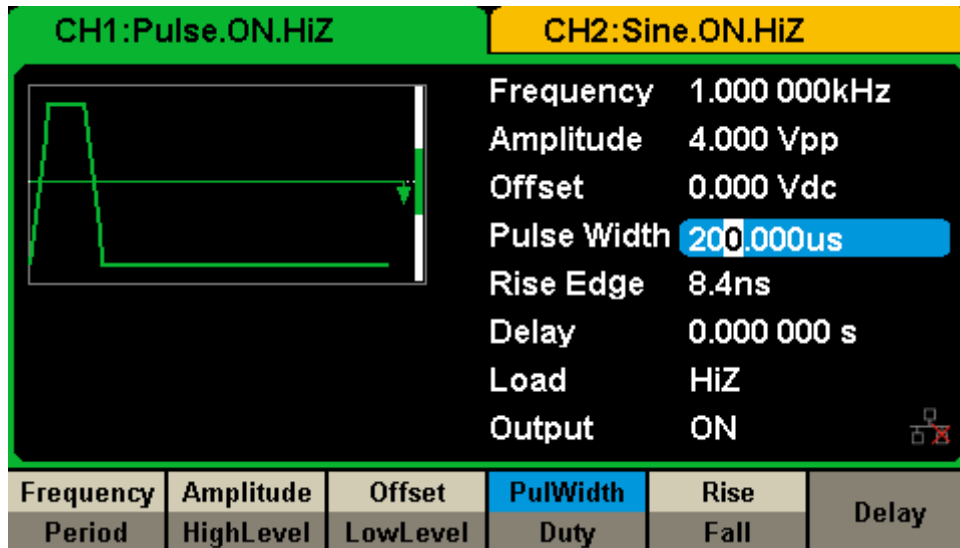 CH1:Pulse.ON.HiZ CH2:Sine.ON.HiZ
Frequency 1.000 000kHz
Amplitude 4.000 Vpp
Offset 0.000 Vdc
Pulse Width 200.000us
Rise Edge 8.4ns
Delay 0.000 000 s
Load HiZ
Output ON
Frequency Amplitude Offset PulWidth Rise Delay
Period HighLevel LowLevel Duty Fall